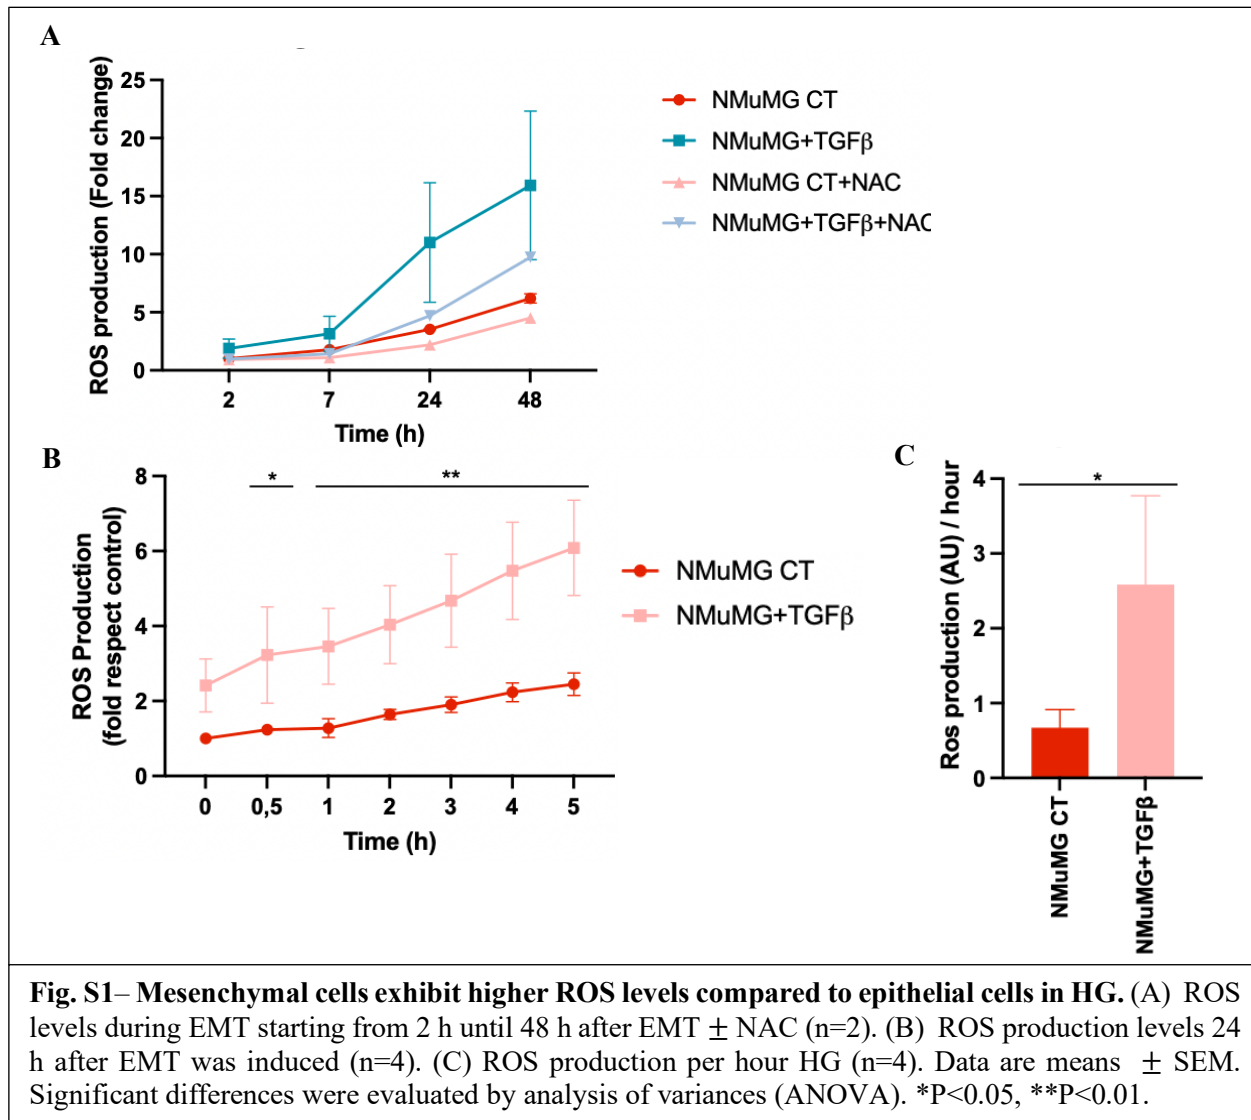 A
ROS production (Fold change)
25
20
15
10
5
0
2 7 24 48
Time (h)
NMuMG CT
NMuMG+TGFβ
NMuMG CT+NAC
NMuMG+TGFβ+NAC
B
ROS Production
(fold respect control)
8
6
4
2
0
* **
0 0,5 1 2 3 4 5
Time (h)
NMuMG CT
NMuMG+TGFβ
C
Ros production (AU) / hour
4
3
2
1
0
*
NMuMG CT
NMuMG+TGFβ
Fig. S1– Mesenchymal cells exhibit higher ROS levels compared to epithelial cells in HG. (A) ROS
levels during EMT starting from 2 h until 48 h after EMT ± NAC (n=2). (B) ROS production levels 24
h after EMT was induced (n=4). (C) ROS production per hour HG (n=4). Data are means ± SEM.
Significant differences were evaluated by analysis of variances (ANOVA). *P<0.05, **P<0.01.